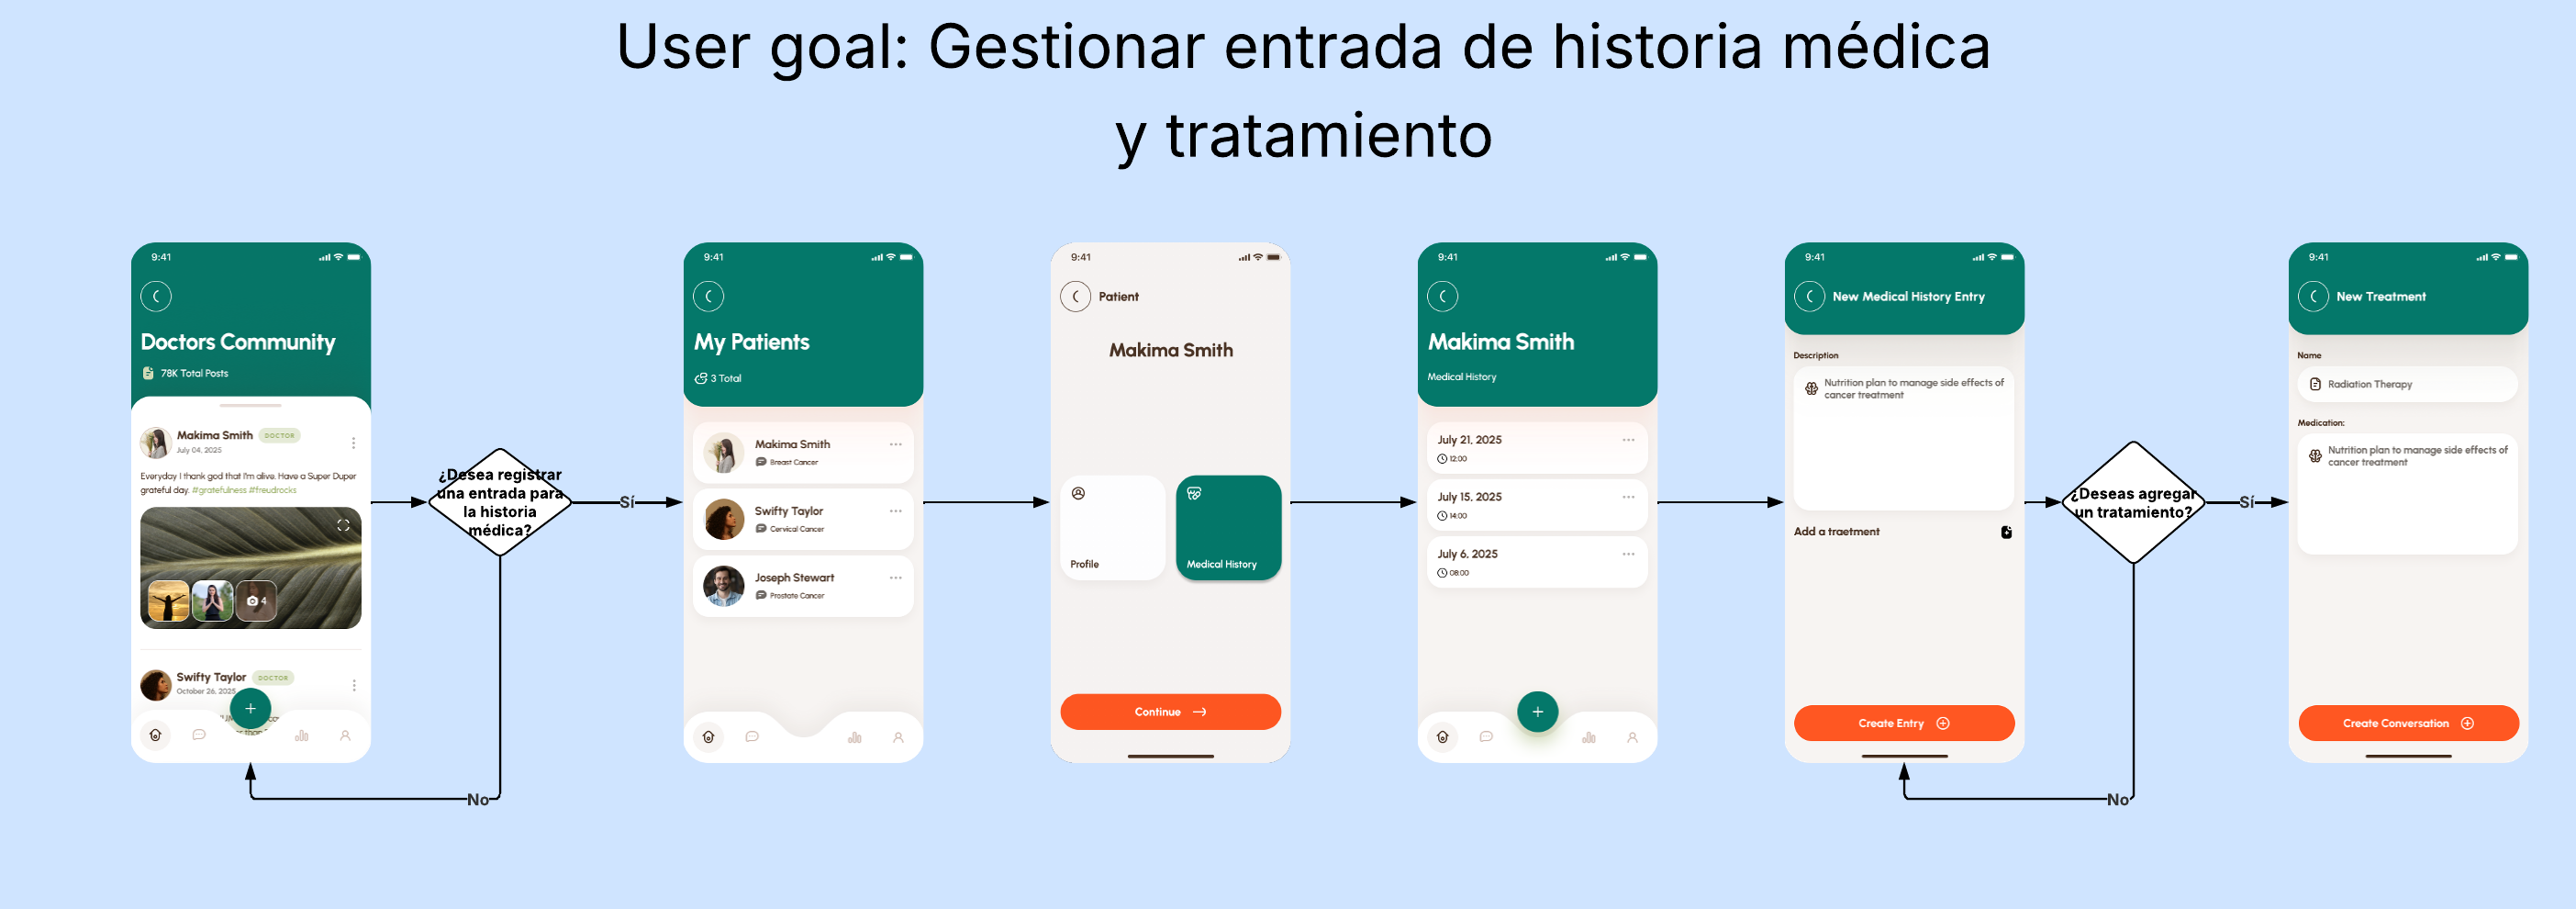 User goal: Gestionar entrada de historia médica
y tratamiento
9:41
Doctors Community
78K Total Posts
Makima Smith
DOCTOR
July 04, 2025
Everyday I thank god that I'm alive. Have a Super Duper
grateful day. #gratefulness #freudrocks
4
Swifty Taylor
DOCTOR
October 26, 2025
+
¿Desea registrar
una entrada para
la historia
médica?
Sí
No
9:41
My Patients
3 Total
Makima Smith
Breast Cancer
Swifty Taylor
Cervical Cancer
Joseph Stewart
Prostate Cancer
9:41
Patient
Makima Smith
Profile
Medical History
Continue
9:41
Makima Smith
Medical History
July 21, 2025
12:00
July 15, 2025
14:00
July 6, 2025
08:00
+
9:41
New Medical History Entry
Description
Nutrition plan to manage side effects of
cancer treatment
Add a traetment
Create Entry
¿Deseas agregar
un tratamiento?
Sí
No
9:41
New Treatment
Name
Radiation Therapy
Medication:
Nutrition plan to manage side effects of
cancer treatment
Create Conversation